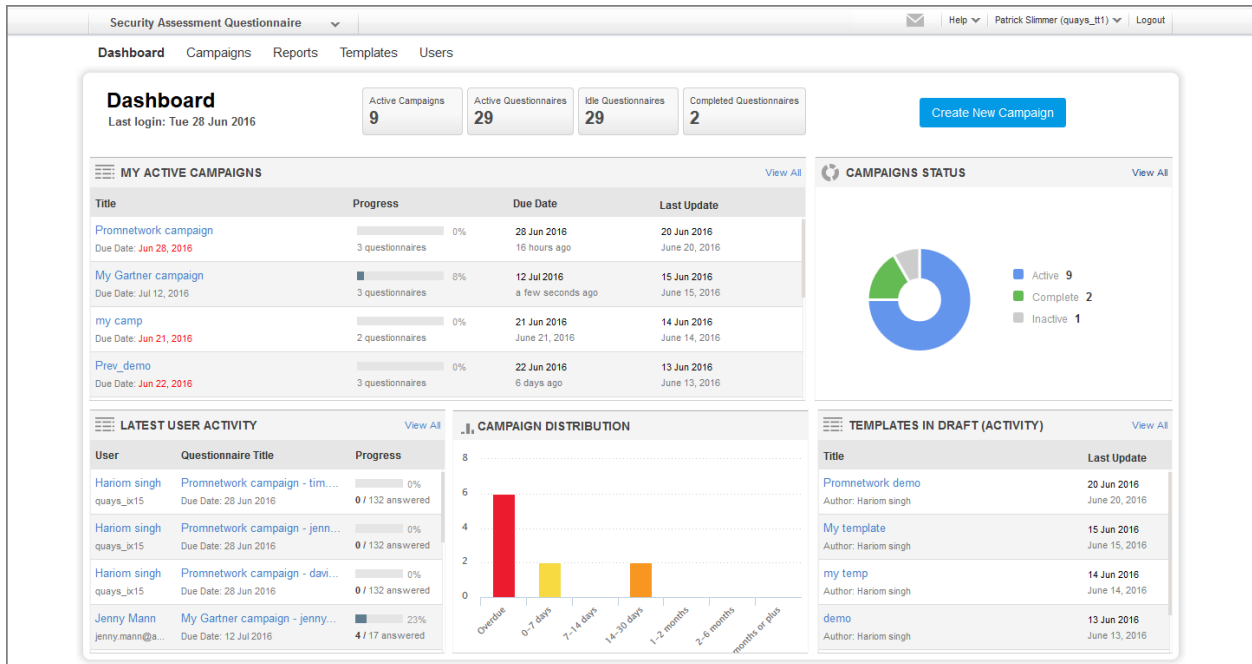 Security Assessment Questionnaire
Help
Patrick Slimmer (quays_tt1)
Logout
Dashboard Campaigns Reports Templates Users
Dashboard
Last login: Tue 28 Jun 2016
Active Campaigns
9
Active Questionnaires
29
Idle Questionnaires
29
Completed Questionnaires
2
Create New Campaign
MY ACTIVE CAMPAIGNS
View All
Title Progress Due Date Last Update
Promnetwork campaign 0% 28 Jun 2016 20 Jun 2016
Due Date: Jun 28, 2016 3 questionnaires 16 hours ago June 20, 2016
My Gartner campaign 8% 12 Jul 2016 15 Jun 2016
Due Date: Jul 12, 2016 3 questionnaires a few seconds ago June 15, 2016
my camp 0% 21 Jun 2016 14 Jun 2016
Due Date: Jun 21, 2016 2 questionnaires June 21, 2016 June 14, 2016
Prev_demo 0% 22 Jun 2016 13 Jun 2016
Due Date: Jun 22, 2016 3 questionnaires 6 days ago June 13, 2016
CAMPAIGNS STATUS
View All
Active 9
Complete 2
Inactive 1
LATEST USER ACTIVITY
View All
User Questionnaire Title Progress
Hariom singh Promnetwork campaign - tim.... 0%
quays_ix15 Due Date: 28 Jun 2016 0 / 132 answered
Hariom singh Promnetwork campaign - jenn... 0%
quays_ix15 Due Date: 28 Jun 2016 0 / 132 answered
Hariom singh Promnetwork campaign - davi... 0%
quays_ix15 Due Date: 28 Jun 2016 0 / 132 answered
Jenny Mann My Gartner campaign - jenny... 23%
jenny.mann@a... Due Date: 12 Jul 2016 4 / 17 answered
CAMPAIGN DISTRIBUTION
8
6
4
2
0
Overdue
0-7 days
7-14 days
14-30 days
1-2 months
2-6 months
months or plus
TEMPLATES IN DRAFT (ACTIVITY)
View All
Title Last Update
Promnetwork demo 20 Jun 2016
Author: Hariom singh June 20, 2016
My template 15 Jun 2016
Author: Hariom singh June 15, 2016
my temp 14 Jun 2016
Author: Hariom singh June 14, 2016
demo 13 Jun 2016
Author: Hariom singh June 13, 2016